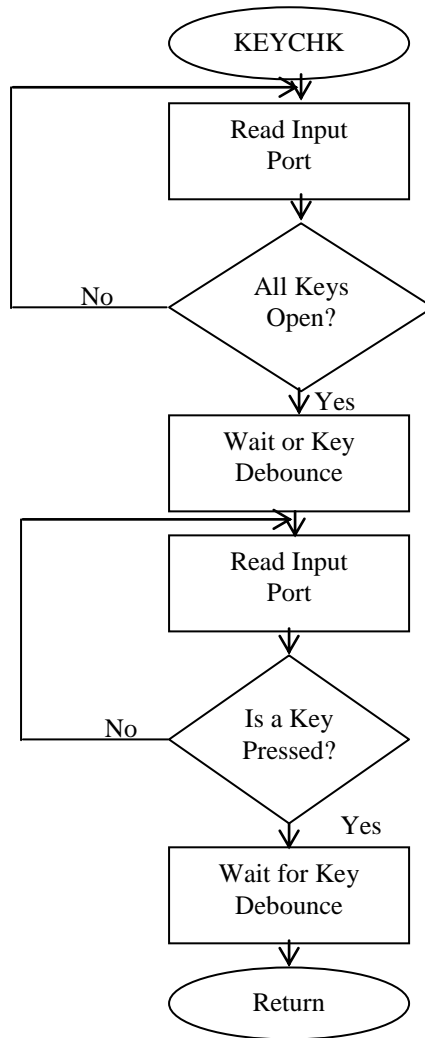 KEYCHK
Read Input
Port
All Keys
Open?
No
Yes
Wait or Key
Debounce
Read Input
Port
Is a Key
Pressed?
No
Yes
Wait for Key
Debounce
Return